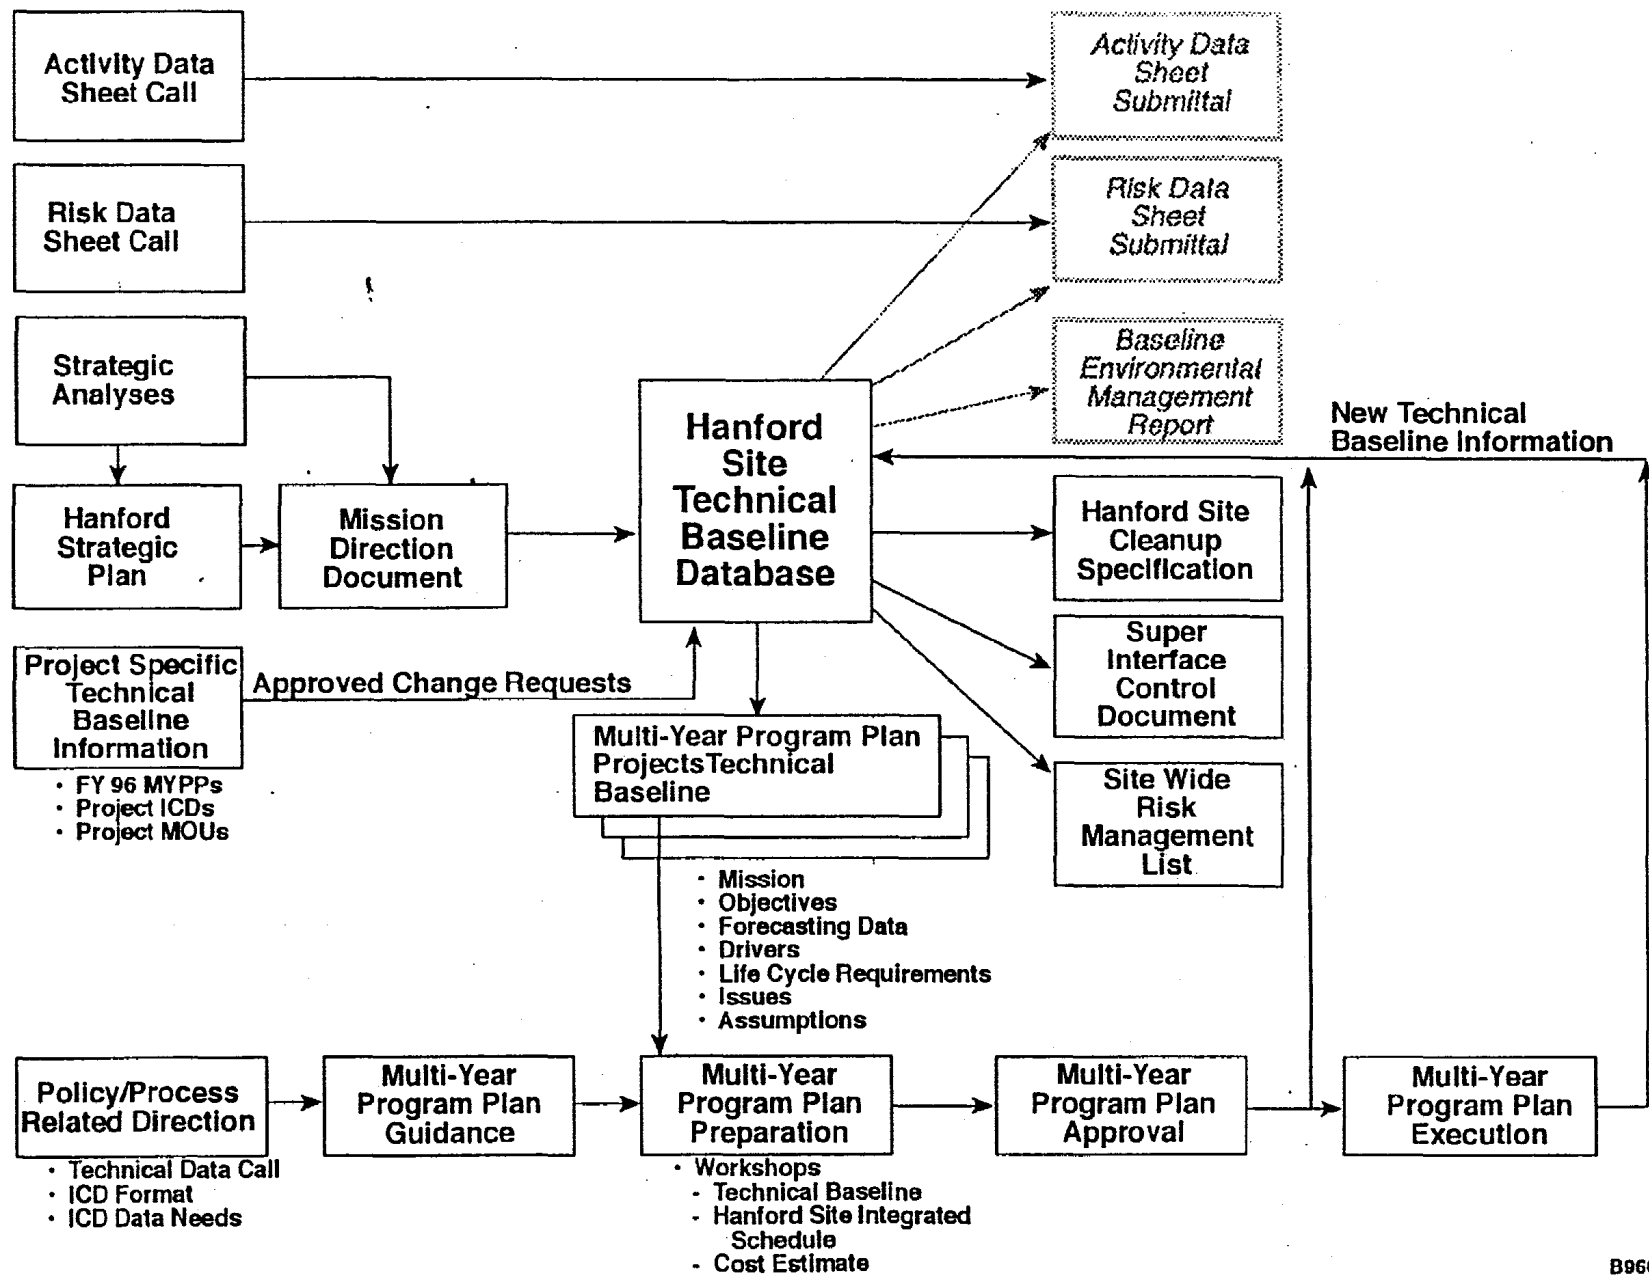 Activity Data
Sheet Call
Activity Data
Sheet
Submittal
Risk Data
Sheet Call
Risk Data
Sheet
Submittal
Strategic
Analyses
Baseline
Environmental
Management
Report
New Technical
Baseline Information
Hanford
Site
Technical
Baseline
Database
Hanford
Strategic
Plan
Mission
Direction
Document
Hanford Site
Cleanup
Specification
Super
Interface
Control
Document
Project Specific
Technical
Baseline
Information
Approved Change Requests
• FY 96 MYPPs
• Project ICDs
• Project MOUs
Multi-Year Program Plan
ProjectsTechnical
Baseline
Site Wide
Risk
Management
List
• Mission
• Objectives
• Forecasting Data
• Drivers
• Life Cycle Requirements
• Issues
• Assumptions
Policy/Process
Related Direction
Multi-Year
Program Plan
Guidance
Multi-Year
Program Plan
Preparation
Multi-Year
Program Plan
Approval
Multi-Year
Program Plan
Execution
• Technical Data Call
• ICD Format
• ICD Data Needs
• Workshops
- Technical Baseline
- Hanford Site Integrated
Schedule
- Cost Estimate